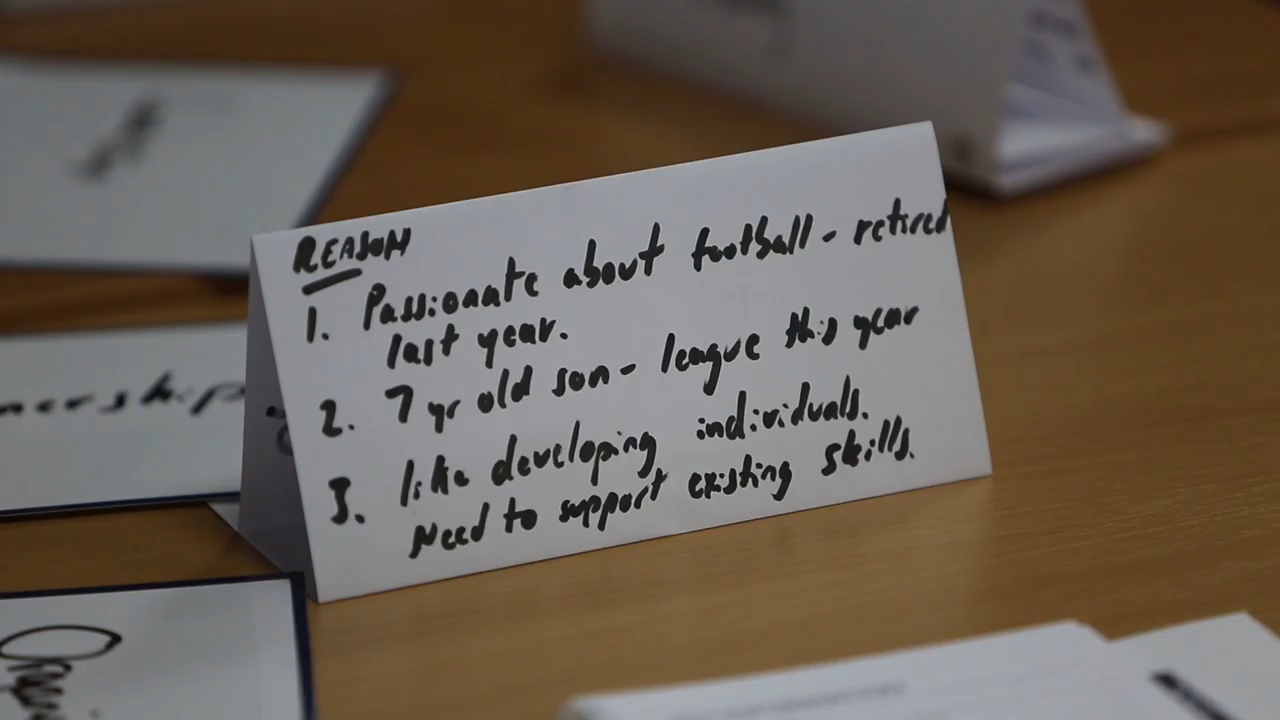 REASON
1. Passionate about football - retired
last year.
2. 7 yr old son - league this year
3. like developing individuals.
Need to support existing skills.
nership